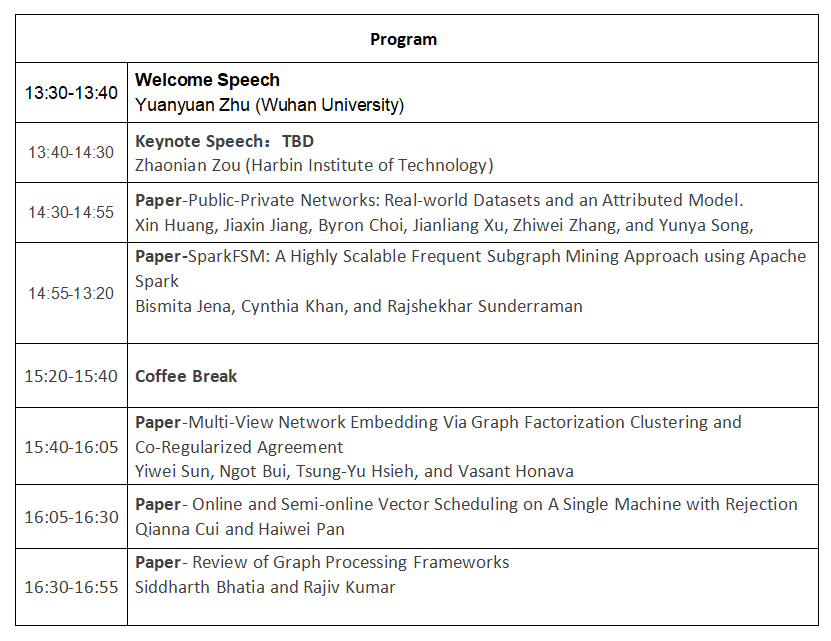 Program
13:30-13:40
Welcome Speech
Yuanyuan Zhu (Wuhan University)
13:40-14:30
Keynote Speech：TBD
Zhaonian Zou (Harbin Institute of Technology)
14:30-14:55
Paper-Public-Private Networks: Real-world Datasets and an Attributed Model.
Xin Huang, Jiaxin Jiang, Byron Choi, Jianliang Xu, Zhiwei Zhang, and Yunya Song,
14:55-13:20
Paper-SparkFSM: A Highly Scalable Frequent Subgraph Mining Approach using Apache
Spark
Bismita Jena, Cynthia Khan, and Rajshekhar Sunderraman
15:20-15:40
Coffee Break
15:40-16:05
Paper-Multi-View Network Embedding Via Graph Factorization Clustering and
Co-Regularized Agreement
Yiwei Sun, Ngot Bui, Tsung-Yu Hsieh, and Vasant Honava
16:05-16:30
Paper- Online and Semi-online Vector Scheduling on A Single Machine with Rejection
Qianna Cui and Haiwei Pan
16:30-16:55
Paper- Review of Graph Processing Frameworks
Siddharth Bhatia and Rajiv Kumar